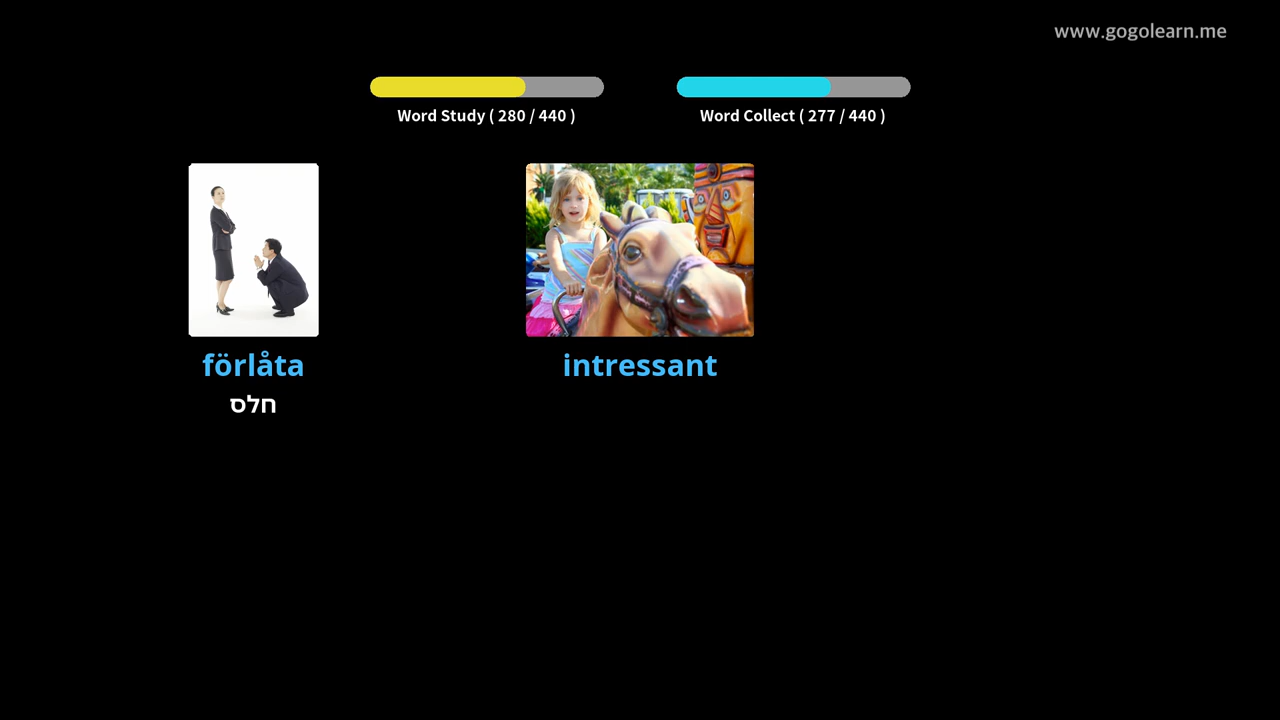 www.gogolearn.me
Word Study ( 280 / 440 )
Word Collect ( 277 / 440 )
förlåta
intressant
חלס